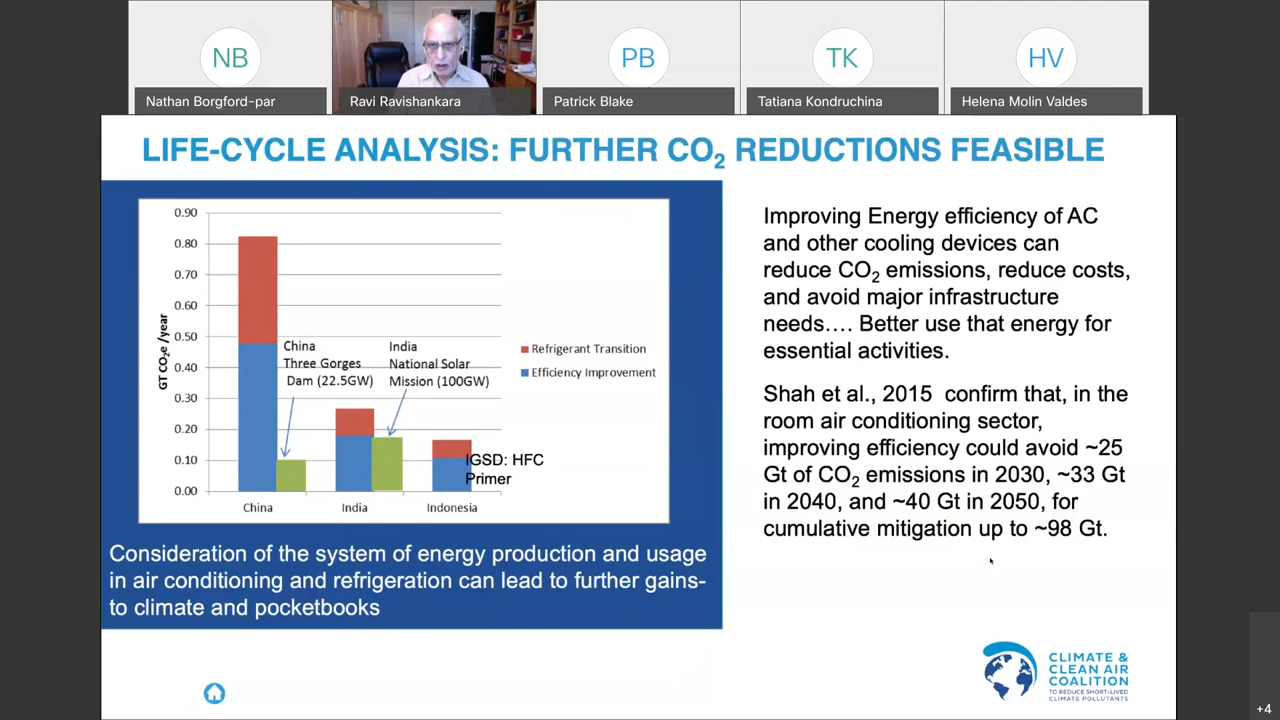 NB
PB
TK
HV
Nathan Borgford-par
Ravi Ravishankara
Patrick Blake
Tatiana Kondruchina
Helena Molin Valdes
LIFE-CYCLE ANALYSIS: FURTHER CO2 REDUCTIONS FEASIBLE
GT CO2e /year
0.90
0.80
0.70
0.60
0.50
0.40
0.30
0.20
0.10
0.00
China
Three Gorges
Dam (22.5GW)
India
National Solar
Mission (100GW)
Refrigerant Transition
Efficiency Improvement
IGSD: HFC
Primer
China
India
Indonesia
Consideration of the system of energy production and usage
in air conditioning and refrigeration can lead to further gains-
to climate and pocketbooks
Improving Energy efficiency of AC
and other cooling devices can
reduce CO2 emissions, reduce costs,
and avoid major infrastructure
needs…. Better use that energy for
essential activities.
Shah et al., 2015 confirm that, in the
room air conditioning sector,
improving efficiency could avoid ~25
Gt of CO2 emissions in 2030, ~33 Gt
in 2040, and ~40 Gt in 2050, for
cumulative mitigation up to ~98 Gt.
CLIMATE &
CLEAN AIR
COALITION
TO REDUCE SHORT-LIVED
CLIMATE POLLUTANTS
+4